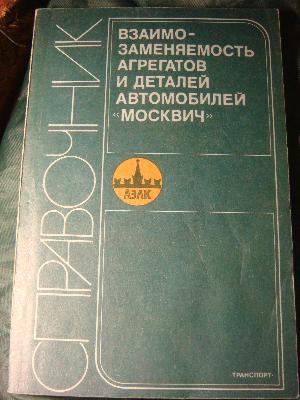 СПРАВОЧНИК
ВЗАИМО-
ЗАМЕНЯЕМОСТЬ
АГРЕГАТОВ
И ДЕТАЛЕЙ
АВТОМОБИЛЕЙ
«МОСКВИЧ»
АЗЛК
·ТРАНСПОРТ·